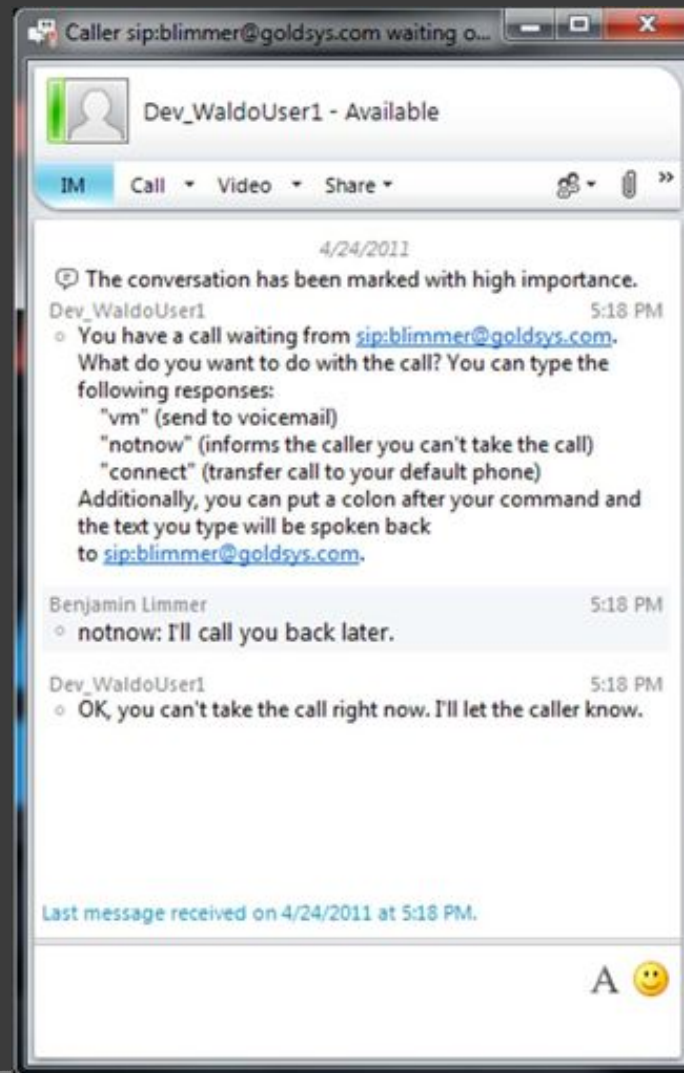 Caller sip:blimmer@goldsys.com waiting o...
Dev_WaldoUser1 - Available
IM Call Video Share »
4/24/2011
The conversation has been marked with high importance.
Dev_WaldoUser1 5:18 PM
You have a call waiting from sip:blimmer@goldsys.com.
What do you want to do with the call? You can type the
following responses:
"vm" (send to voicemail)
"notnow" (informs the caller you can't take the call)
"connect" (transfer call to your default phone)
Additionally, you can put a colon after your command and
the text you type will be spoken back
to sip:blimmer@goldsys.com.
Benjamin Limmer 5:18 PM
notnow: I'll call you back later.
Dev_WaldoUser1 5:18 PM
OK, you can't take the call right now. I'll let the caller know.
Last message received on 4/24/2011 at 5:18 PM.
A